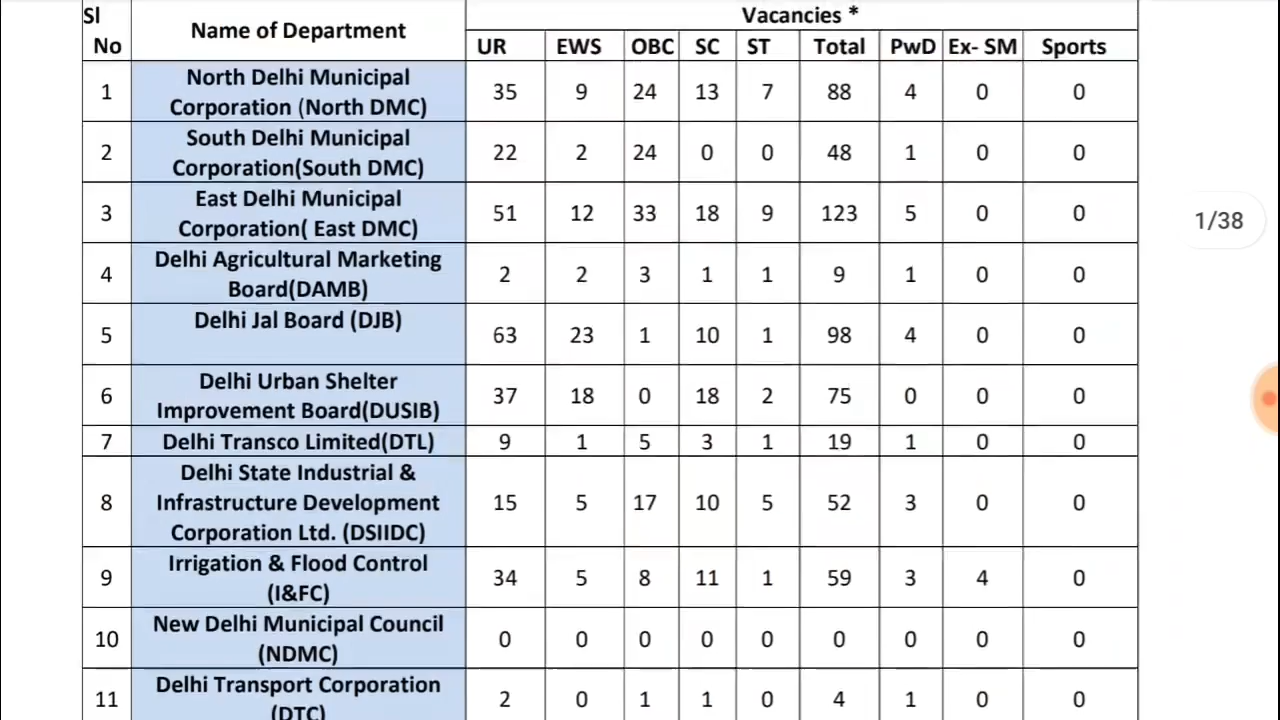 Sl No Name of Department Vacancies *
UR EWS OBC SC ST Total PwD Ex- SM Sports
1 North Delhi Municipal Corporation (North DMC) 35 9 24 13 7 88 4 0 0
2 South Delhi Municipal Corporation(South DMC) 22 2 24 0 0 48 1 0 0
3 East Delhi Municipal Corporation( East DMC) 51 12 33 18 9 123 5 0 0
4 Delhi Agricultural Marketing Board(DAMB) 2 2 3 1 1 9 1 0 0
5 Delhi Jal Board (DJB) 63 23 1 10 1 98 4 0 0
6 Delhi Urban Shelter Improvement Board(DUSIB) 37 18 0 18 2 75 0 0 0
7 Delhi Transco Limited(DTL) 9 1 5 3 1 19 1 0 0
8 Delhi State Industrial & Infrastructure Development Corporation Ltd. (DSIIDC) 15 5 17 10 5 52 3 0 0
9 Irrigation & Flood Control (I&FC) 34 5 8 11 1 59 3 4 0
10 New Delhi Municipal Council (NDMC) 0 0 0 0 0 0 0 0 0
11 Delhi Transport Corporation (DTC) 2 0 1 1 0 4 1 0 0
1/38